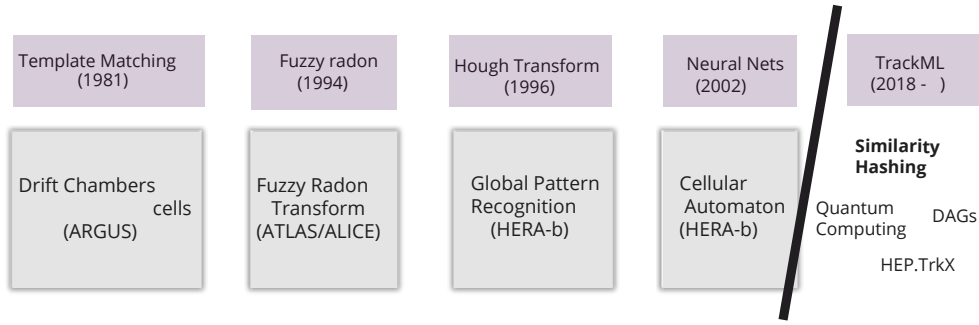 Template Matching
(1981)
Fuzzy radon
(1994)
Hough Transform
(1996)
Neural Nets
(2002)
TrackML
(2018 - )
Drift Chambers
cells
(ARGUS)
Fuzzy Radon
Transform
(ATLAS/ALICE)
Global Pattern
Recognition
(HERA-b)
Cellular
Automaton
(HERA-b)
Similarity
Hashing
Quantum
Computing
DAGs
HEP.TrkX